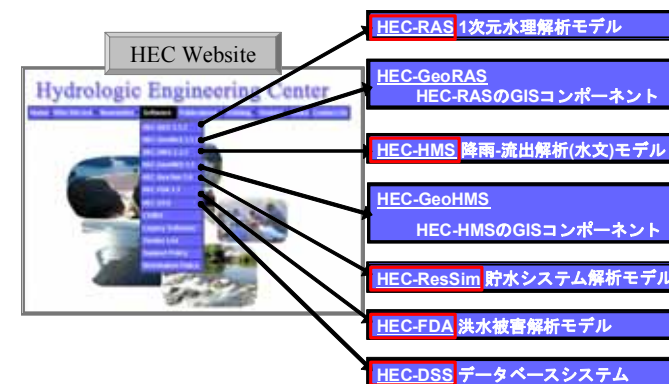 HEC Website
Hydrologic Engineering Center
HEC-RAS 1次元水理解析モデル
HEC-GeoRAS
HEC-RASのGISコンポーネント
HEC-HMS 降雨-流出解析(水文)モデル
HEC-GeoHMS
HEC-HMSのGISコンポーネント
HEC-ResSim 貯水システム解析モデル
HEC-FDA 洪水被害解析モデル
HEC-DSS データベースシステム